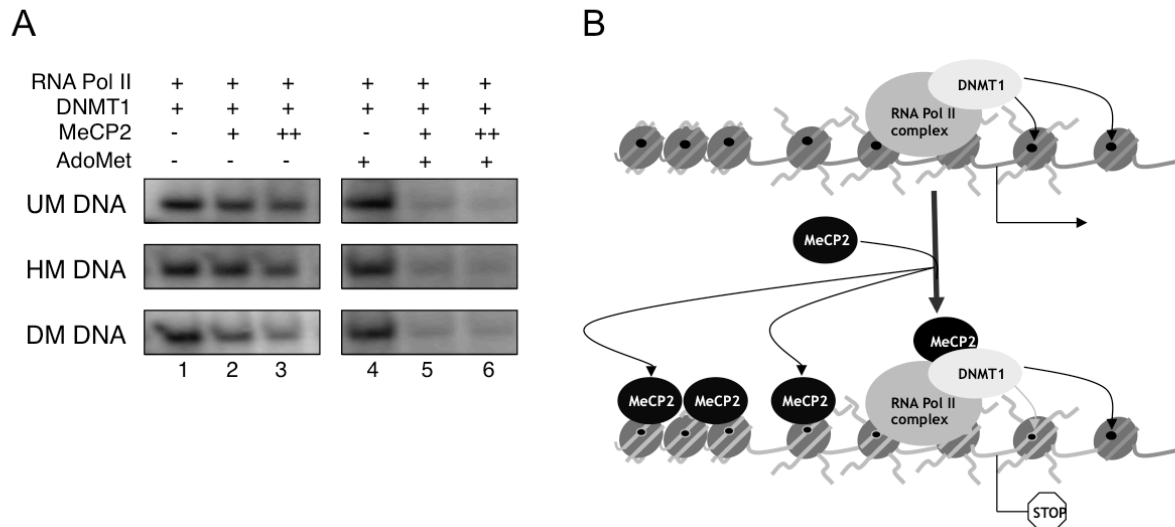 A
RNA Pol II + + + + + +
DNMT1 + + + + + +
MeCP2 - + ++ - + ++
AdoMet - - - + + +
UM DNA
HM DNA
DM DNA
1 2 3 4 5 6
B
DNMT1
RNA Pol II
complex
MeCP2
MeCP2
DNMT1
MeCP2 MeCP2 MeCP2
RNA Pol II
complex
STOP